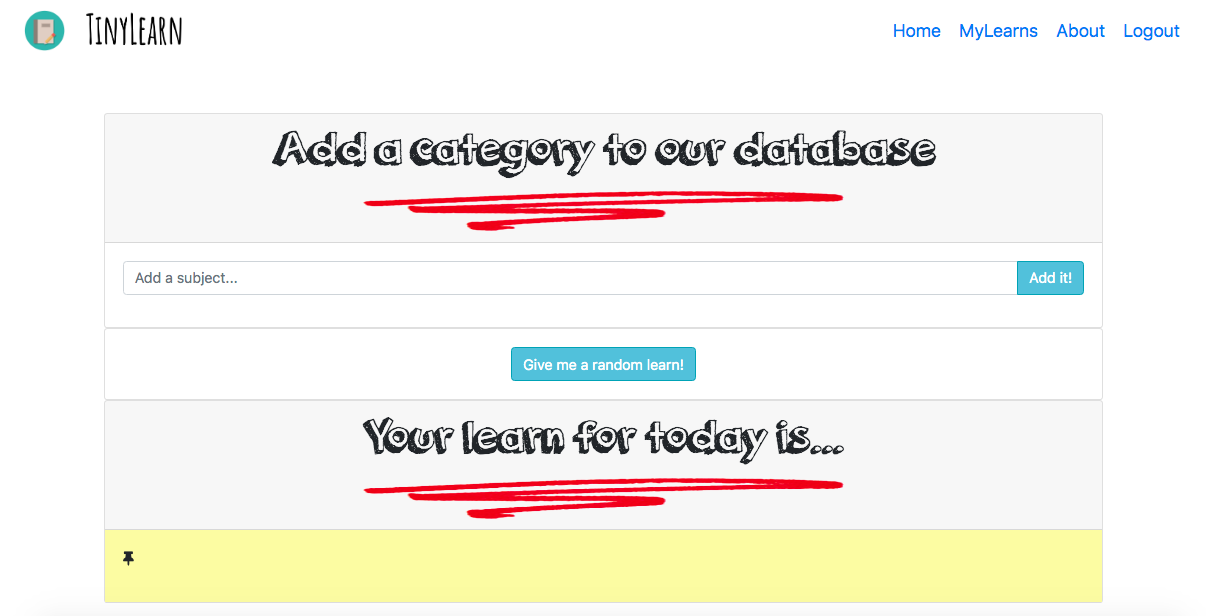 TinyLearn
Home MyLearns About Logout
Add a category to our database
Add a subject...
Add it!
Give me a random learn!
Your learn for today is...